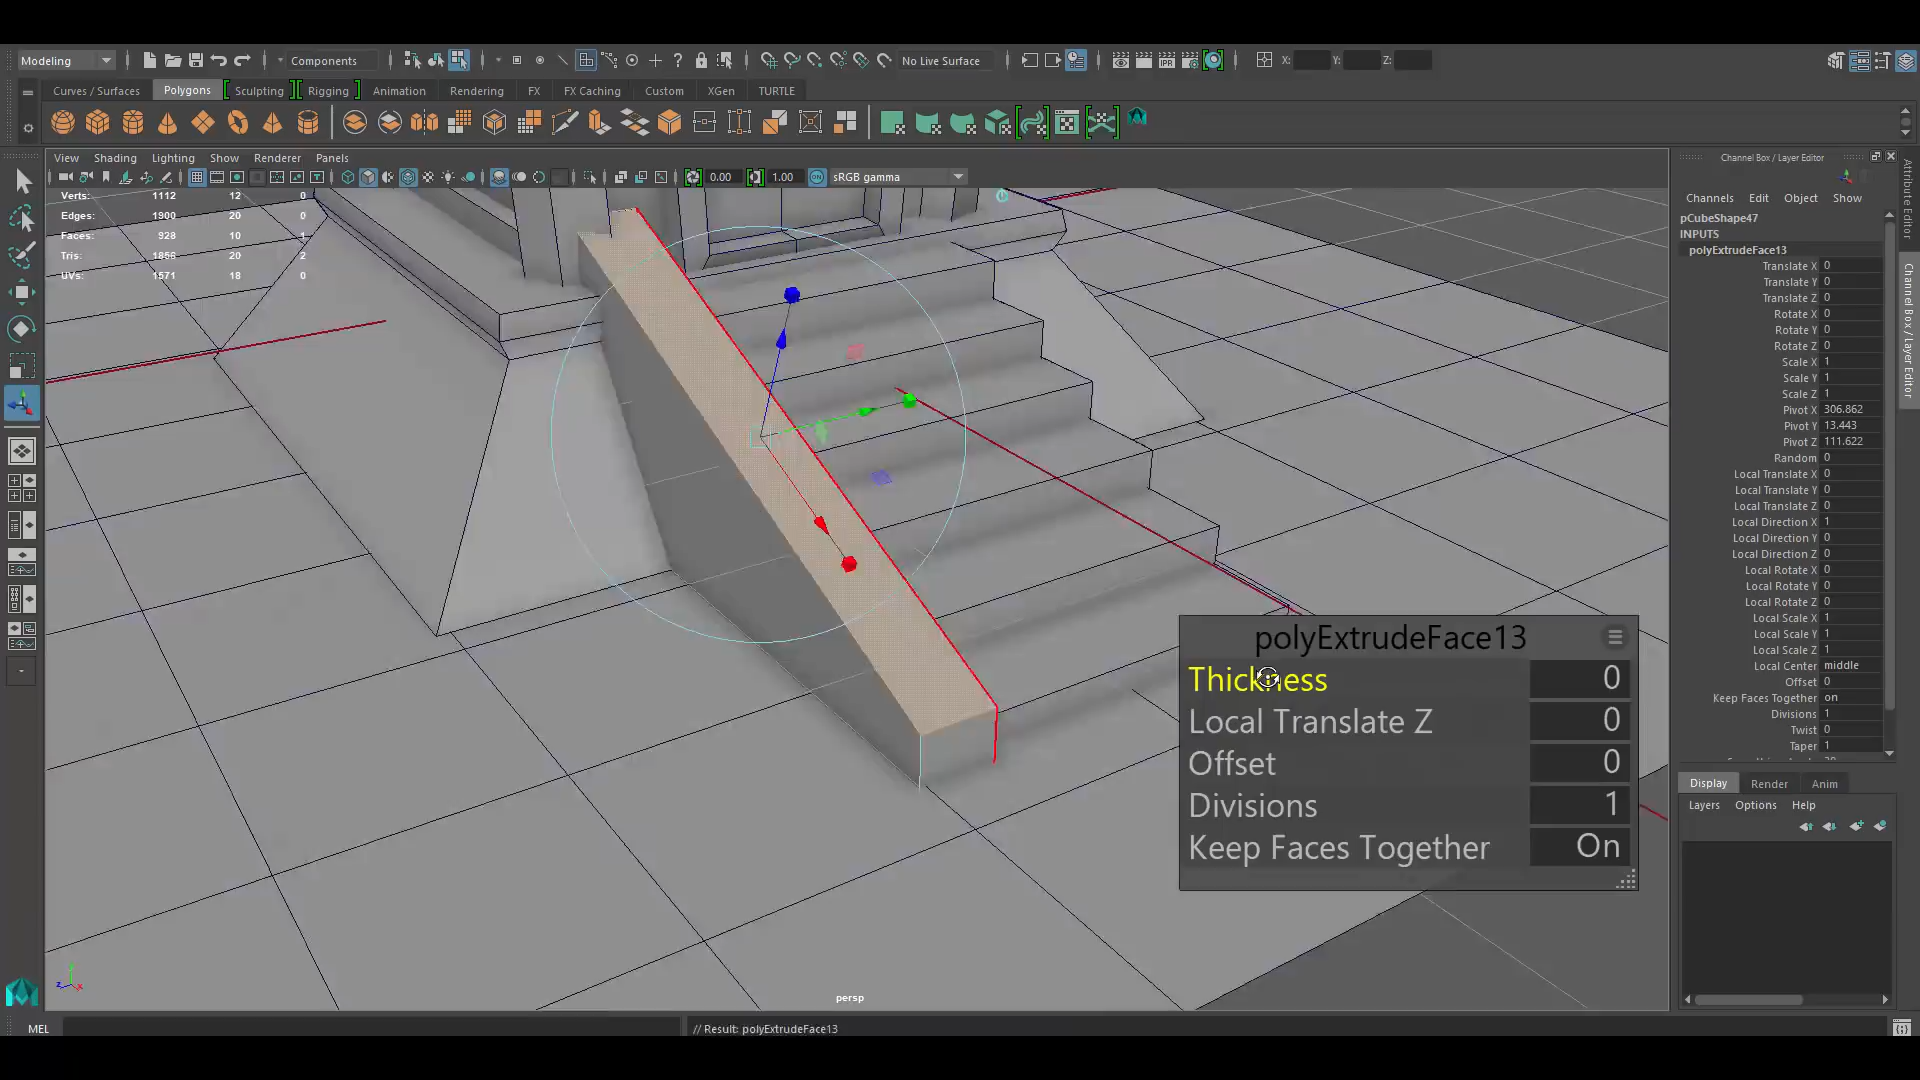 Modeling Components No Live Surface X: Y: Z:
Curves / Surfaces Polygons Sculpting Rigging Animation Rendering FX FX Caching Custom XGen TURTLE
View Shading Lighting Show Renderer Panels
0.00 1.00 sRGB gamma
Verts: 1112 12 0
Edges: 1900 20 0
Faces: 928 10 1
Tris: 1856 20 2
UVs: 1571 18 0
polyExtrudeFace13
Thickness 0
Local Translate Z 0
Offset 0
Divisions 1
Keep Faces Together On
persp
MEL
// Result: polyExtrudeFace13
Channel Box / Layer Editor
Channels Edit Object Show
pCubeShape47
INPUTS
polyExtrudeFace13
Translate X 0
Translate Y 0
Translate Z 0
Rotate X 0
Rotate Y 0
Rotate Z 0
Scale X 1
Scale Y 1
Scale Z 1
Pivot X 306.862
Pivot Y 13.443
Pivot Z 111.622
Random 0
Local Translate X 0
Local Translate Y 0
Local Translate Z 0
Local Direction X 1
Local Direction Y 0
Local Direction Z 0
Local Rotate X 0
Local Rotate Y 0
Local Rotate Z 0
Local Scale X 1
Local Scale Y 1
Local Scale Z 1
Local Center middle
Offset 0
Keep Faces Together on
Divisions 1
Twist 0
Taper 1
Display Render Anim
Layers Options Help
Attribute Editor
Channel Box / Layer Editor